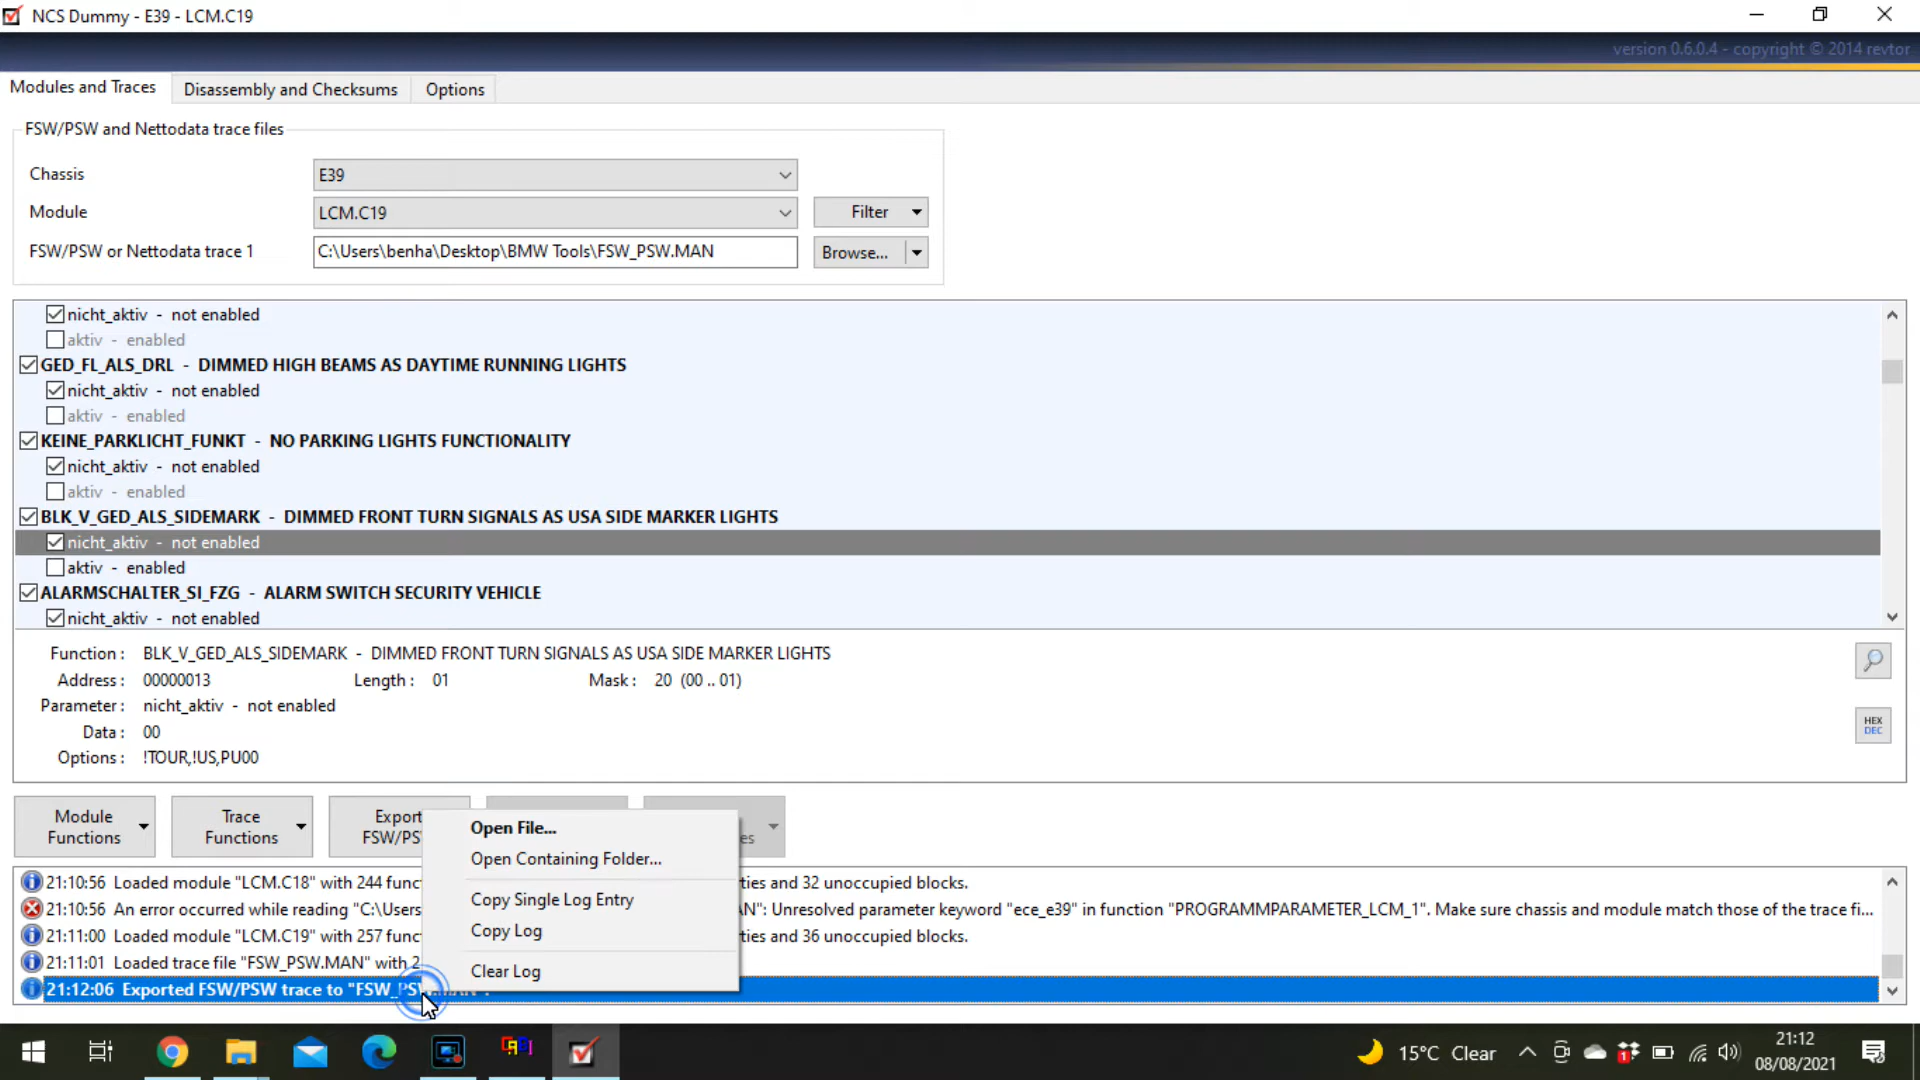 NCS Dummy - E39 - LCM.C19
version 0.6.0.4 - copyright © 2014 revtor
Modules and Traces
Disassembly and Checksums
Options
FSW/PSW and Nettodata trace files
Chassis
E39
Module
LCM.C19
Filter
FSW/PSW or Nettodata trace 1
C:\Users\benha\Desktop\BMW Tools\FSW_PSW.MAN
Browse...
nicht_aktiv - not enabled
aktiv - enabled
GED_FL_ALS_DRL - DIMMED HIGH BEAMS AS DAYTIME RUNNING LIGHTS
nicht_aktiv - not enabled
aktiv - enabled
KEINE_PARKLICHT_FUNKT - NO PARKING LIGHTS FUNCTIONALITY
nicht_aktiv - not enabled
aktiv - enabled
BLK_V_GED_ALS_SIDEMARK - DIMMED FRONT TURN SIGNALS AS USA SIDE MARKER LIGHTS
nicht_aktiv - not enabled
aktiv - enabled
ALARMSCHALTER_SI_FZG - ALARM SWITCH SECURITY VEHICLE
nicht_aktiv - not enabled
Function : BLK_V_GED_ALS_SIDEMARK - DIMMED FRONT TURN SIGNALS AS USA SIDE MARKER LIGHTS
Address : 00000013 Length : 01 Mask : 20 (00 .. 01)
Parameter : nicht_aktiv - not enabled
HEX
DEC
Data : 00
Options : !TOUR,!US,PU00
Module
Functions
Trace
Functions
Export
FSW/PS
es
Open File...
Open Containing Folder...
Copy Single Log Entry
Copy Log
Clear Log
21:10:56 Loaded module "LCM.C18" with 244 func ties and 32 unoccupied blocks.
21:10:56 An error occurred while reading "C:\Users AN": Unresolved parameter keyword "ece_e39" in function "PROGRAMMPARAMETER_LCM_1". Make sure chassis and module match those of the trace fi...
21:11:00 Loaded module "LCM.C19" with 257 func ties and 36 unoccupied blocks.
21:11:01 Loaded trace file "FSW_PSW.MAN" with 2
21:12:06 Exported FSW/PSW trace to "FSW_PSW.MAN".
15°C Clear
1
21:12
08/08/2021